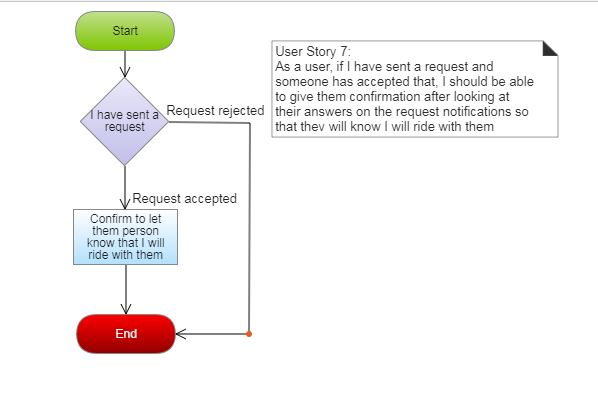 Start
I have sent a
request
Request rejected
Request accepted
Confirm to let
them person
know that I will
ride with them
End
User Story 7:
As a user, if I have sent a request and
someone has accepted that, I should be able
to give them confirmation after looking at
their answers on the request notifications so
that they will know I will ride with them